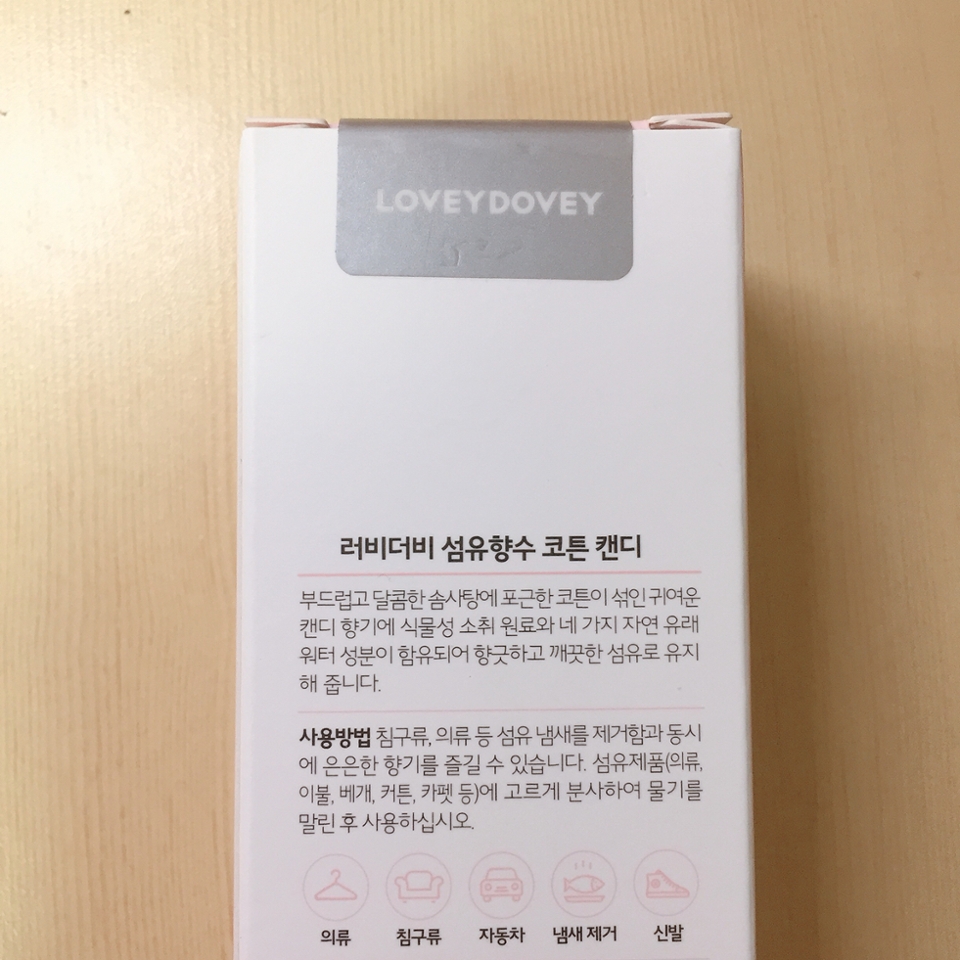 LOVEYDOVEY
러비더비 섬유향수 코튼 캔디
부드럽고 달콤한 솜사탕에 포근한 코튼이 섞인 귀여운
캔디 향기에 식물성 소취 원료와 네 가지 자연 유래
워터 성분이 함유되어 향긋하고 깨끗한 섬유로 유지
해 줍니다.
사용방법 침구류, 의류 등 섬유 냄새를 제거함과 동시
에 은은한 향기를 즐길 수 있습니다. 섬유제품(의류,
이불, 베개, 커튼, 카펫 등)에 고르게 분사하여 물기를
말린 후 사용하십시오.
의류 침구류 자동차 냄새 제거 신발